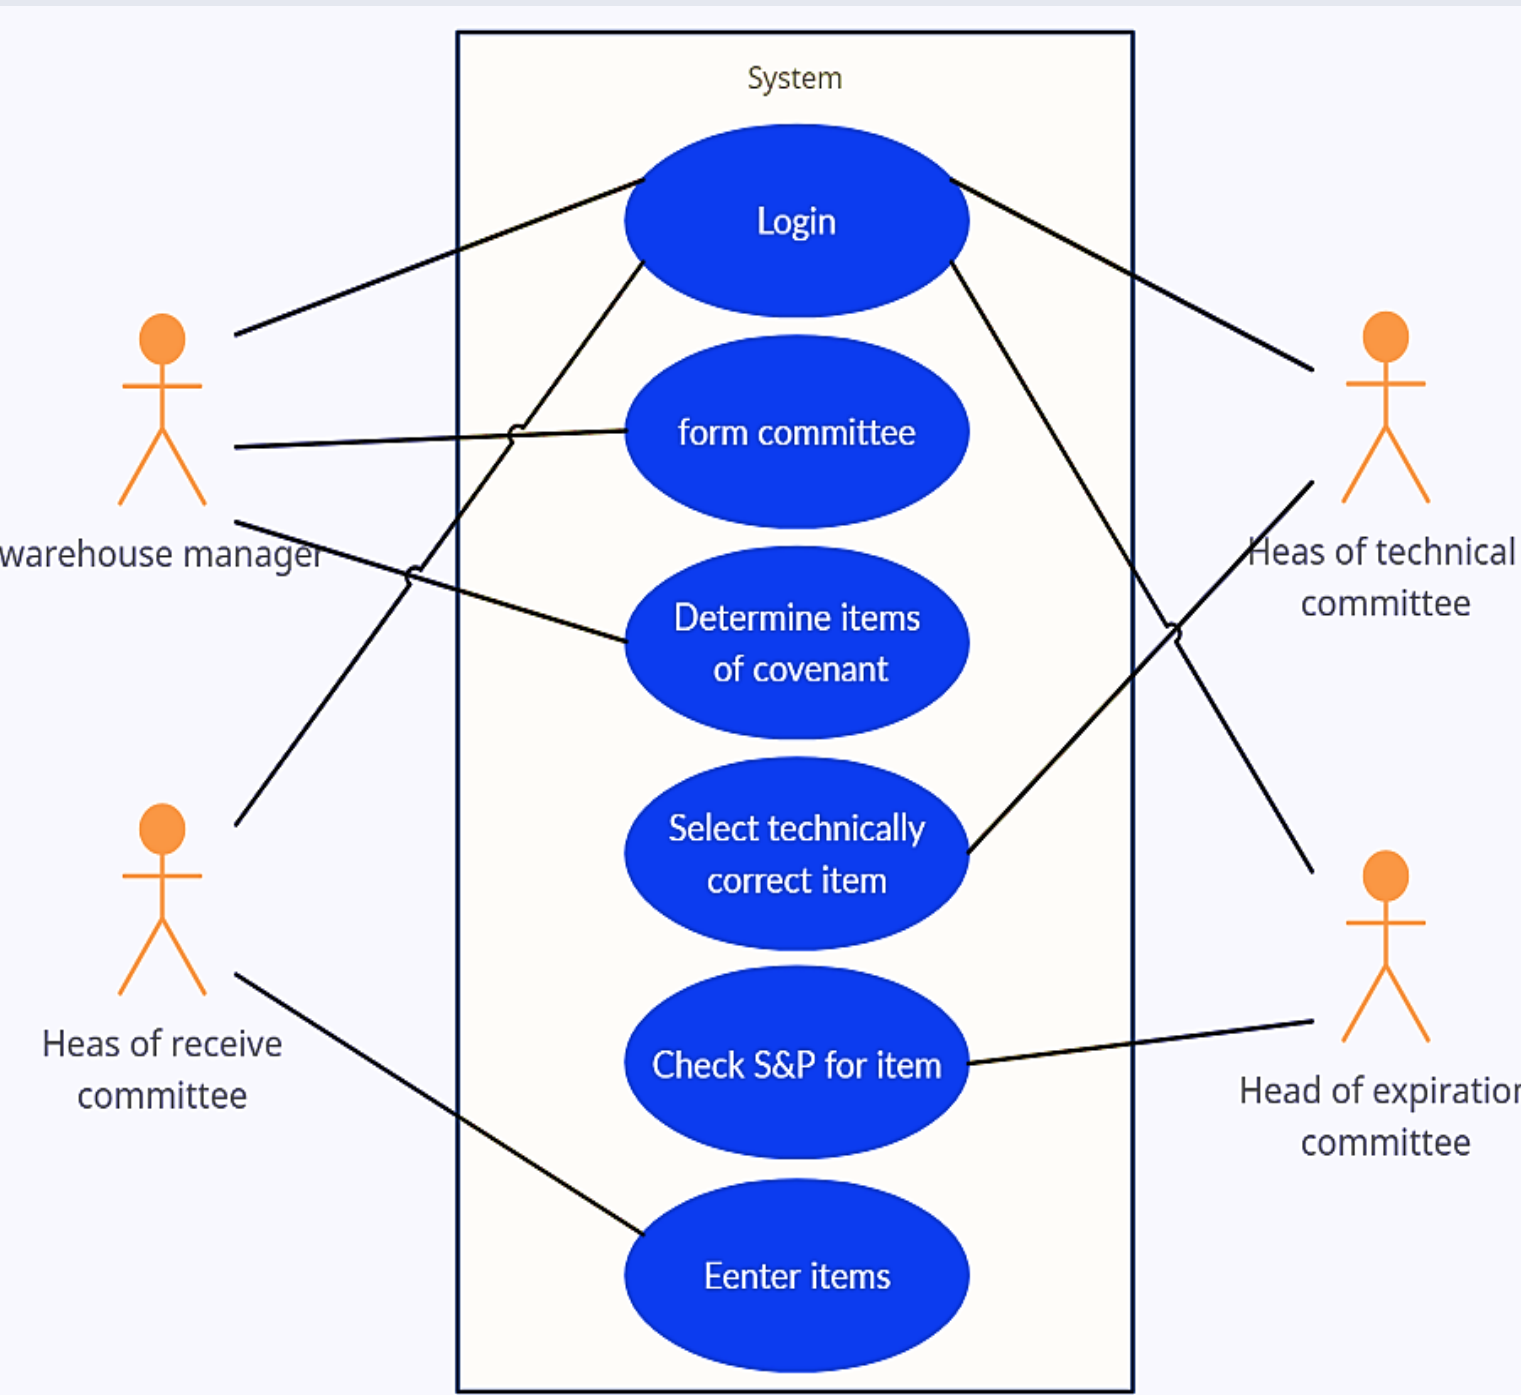 System
Login
form committee
Determine items
of covenant
Select technically
correct item
Check S&P for item
Eenter items
warehouse manager
Heas of receive
committee
Heas of technical
committee
Head of expiration
committee